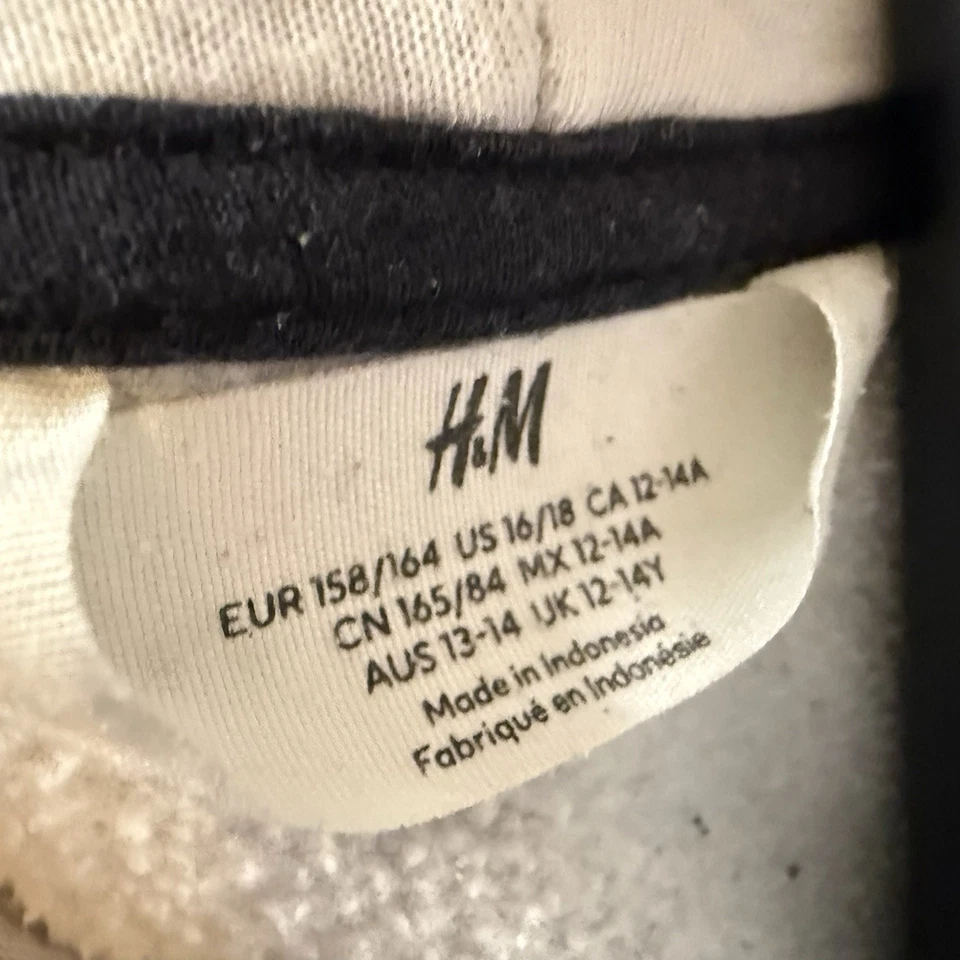 H&M
EUR 158/164 US 16/18 CA 12-14A
CN 165/84 MX 12-14A
AUS 13-14 UK 12-14Y
Made in Indonesia
Fabriqué en Indonésie